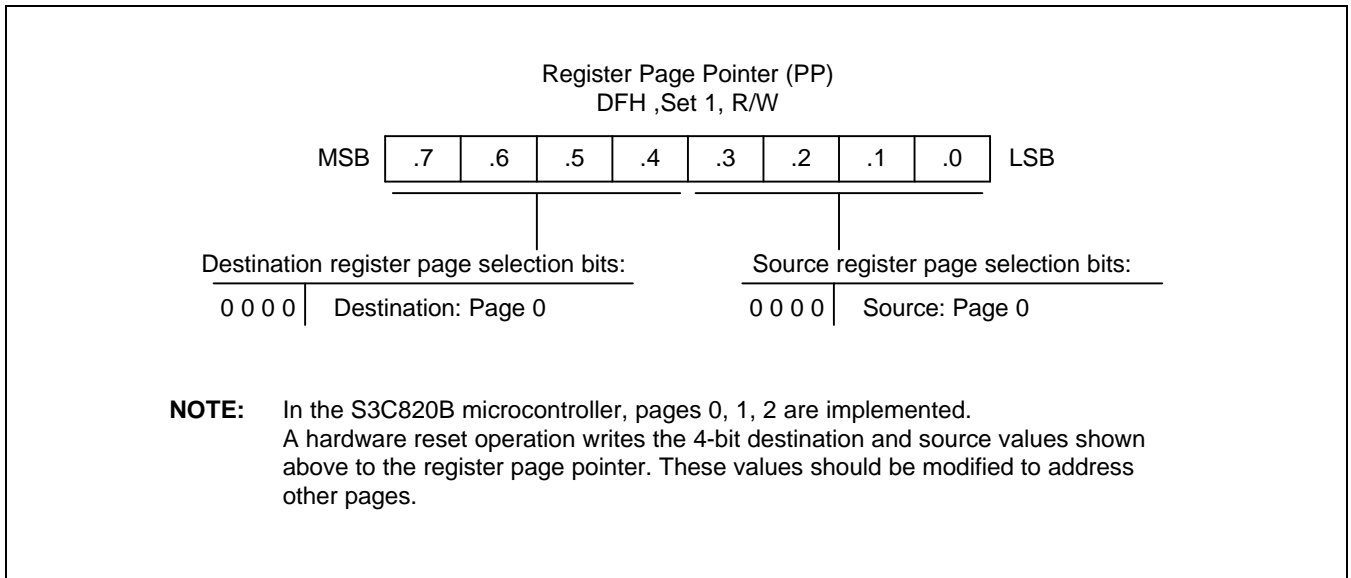 Register Page Pointer (PP)
DFH ,Set 1, R/W
MSB .7 .6 .5 .4 .3 .2 .1 .0 LSB
Destination register page selection bits: Source register page selection bits:
0 0 0 0 Destination: Page 0 0 0 0 0 Source: Page 0
NOTE: In the S3C820B microcontroller, pages 0, 1, 2 are implemented.
A hardware reset operation writes the 4-bit destination and source values shown
above to the register page pointer. These values should be modified to address
other pages.